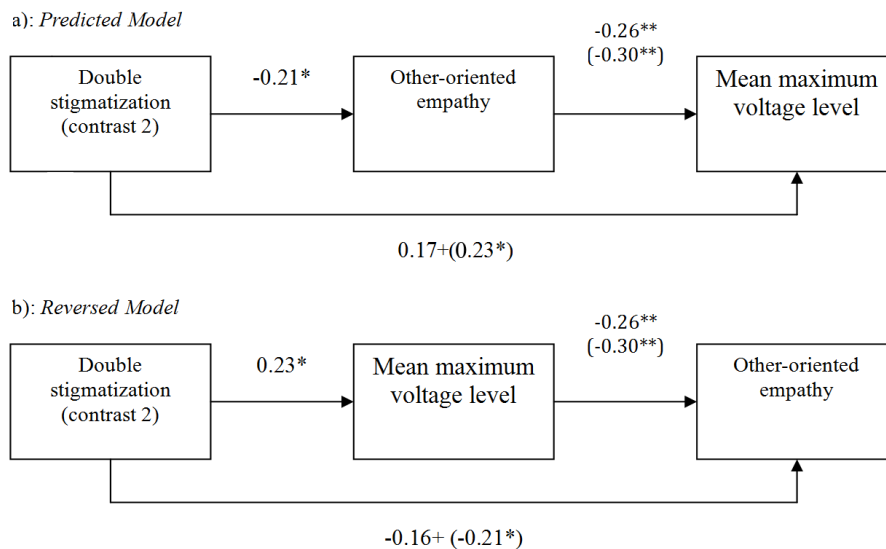 a): Predicted Model
-0.26**
(-0.30**)
Double
stigmatization
(contrast 2)
-0.21*
Other-oriented
empathy
Mean maximum
voltage level
0.17+(0.23*)
b): Reversed Model
-0.26**
(-0.30**)
Double
stigmatization
(contrast 2)
0.23*
Mean maximum
voltage level
Other-oriented
empathy
-0.16+ (-0.21*)